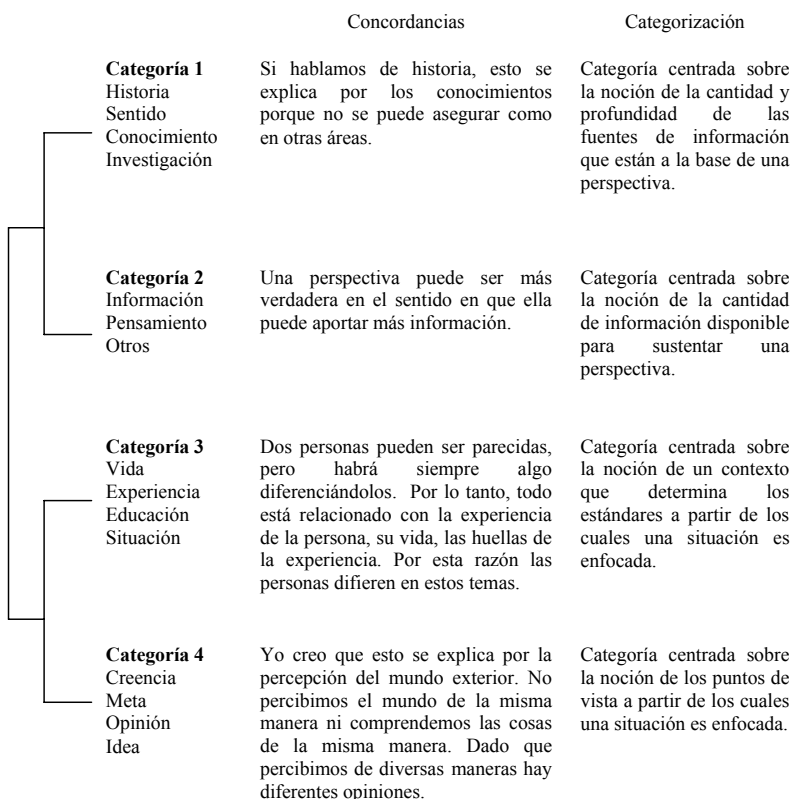 Concordancias Categorización
Categoría 1
Historia
Sentido
Conocimiento
Investigación
Si hablamos de historia, esto se
explica por los conocimientos
porque no se puede asegurar como
en otras áreas.
Categoría centrada sobre
la noción de la cantidad y
profundidad de las
fuentes de información
que están a la base de una
perspectiva.
Categoría 2
Información
Pensamiento
Otros
Una perspectiva puede ser más
verdadera en el sentido en que ella
puede aportar más información.
Categoría centrada sobre
la noción de la cantidad
de información disponible
para sustentar una
perspectiva.
Categoría 3
Vida
Experiencia
Educación
Situación
Dos personas pueden ser parecidas,
pero habrá siempre algo
diferenciándolos. Por lo tanto, todo
está relacionado con la experiencia
de la persona, su vida, las huellas de
la experiencia. Por esta razón las
personas difieren en estos temas.
Categoría centrada sobre
la noción de un contexto
que determina los
estándares a partir de los
cuales una situación es
enfocada.
Categoría 4
Creencia
Meta
Opinión
Idea
Yo creo que esto se explica por la
percepción del mundo exterior. No
percibimos el mundo de la misma
manera ni comprendemos las cosas
de la misma manera. Dado que
percibimos de diversas maneras hay
diferentes opiniones.
Categoría centrada sobre
la noción de los puntos de
vista a partir de los cuales
una situación es enfocada.